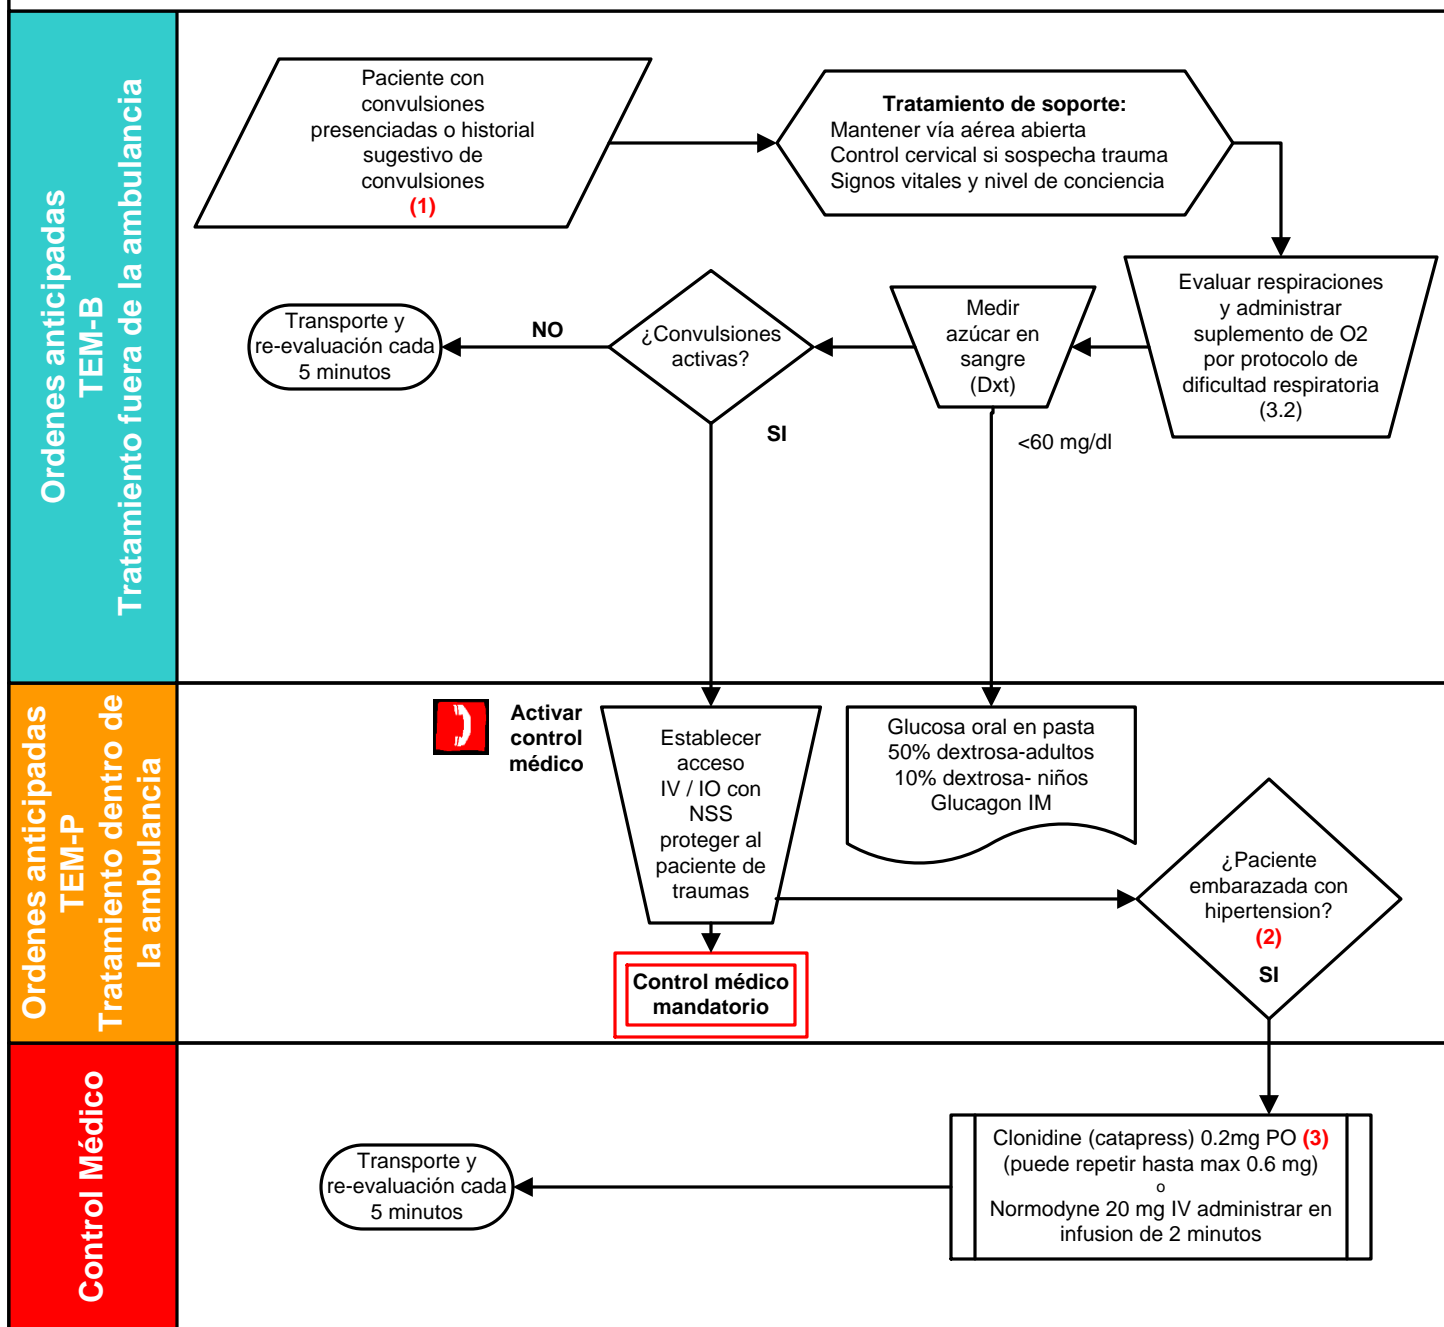 Ordenes anticipadas
TEM-B
Tratamiento fuera de la ambulancia
Paciente con
convulsiones
presenciadas o historial
sugestivo de
convulsiones
(1)
Tratamiento de soporte:
Mantener vía aérea abierta
Control cervical si sospecha trauma
Signos vitales y nivel de conciencia
Evaluar respiraciones
y administrar
suplemento de O2
por protocolo de
dificultad respiratoria
(3.2)
Medir
azúcar en
sangre
(Dxt)
<60 mg/dl
¿Convulsiones
activas?
NO
SI
Transporte y
re-evaluación cada
5 minutos
Ordenes anticipadas
TEM-P
Tratamiento dentro de
la ambulancia
Activar
control
médico
Establecer
acceso
IV / IO con
NSS
proteger al
paciente de
traumas
Glucosa oral en pasta
50% dextrosa-adultos
10% dextrosa- niños
Glucagon IM
¿Paciente
embarazada con
hipertension?
(2)
SI
Control médico
mandatorio
Control Médico
Clonidine (catapress) 0.2mg PO (3)
(puede repetir hasta max 0.6 mg)
o
Normodyne 20 mg IV administrar en
infusion de 2 minutos
Transporte y
re-evaluación cada
5 minutos